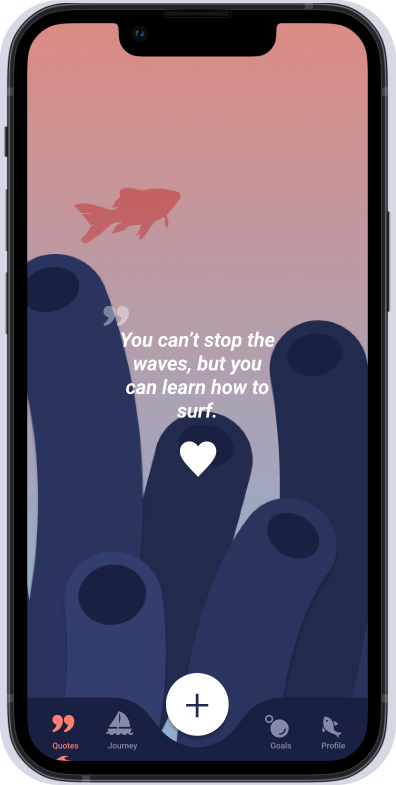 You can’t stop the
waves, but you
can learn how to
surf.
Quotes
Journey
Goals
Profile